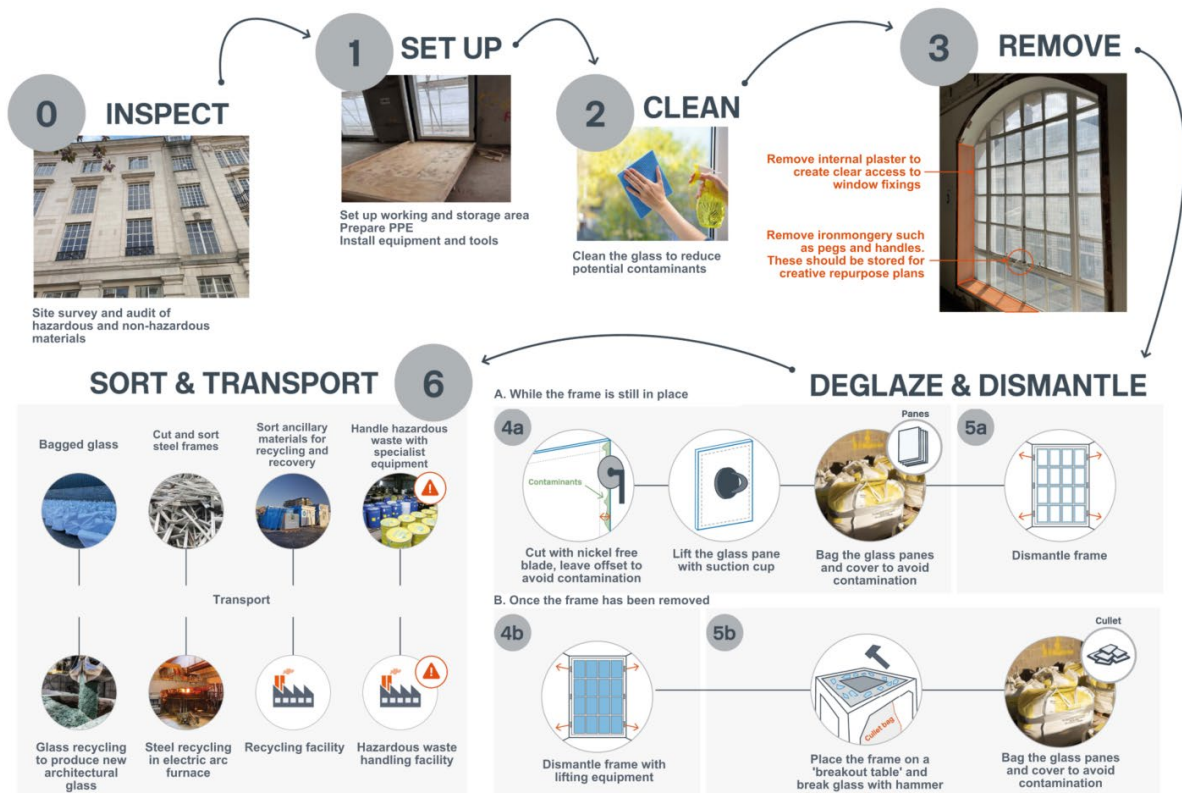 0
INSPECT
Site survey and audit of
hazardous and non-hazardous
materials
1
SET UP
Set up working and storage area
Prepare PPE
Install equipment and tools
2
CLEAN
Clean the glass to reduce
potential contaminants
3
REMOVE
Remove internal plaster to
create clear access to
window fixings
Remove ironmongery such
as pegs and handles.
These should be stored for
creative repurpose plans
DEGLAZE & DISMANTLE
A. While the frame is still in place
4a
Contaminants
Cut with nickel free
blade, leave offset to
avoid contamination
Lift the glass pane
with suction cup
Panes
Bag the glass panes
and cover to avoid
contamination
5a
Dismantle frame
B. Once the frame has been removed
4b
Dismantle frame with
lifting equipment
5b
Cullet bag
Place the frame on a
'breakout table' and
break glass with hammer
Cullet
Bag the glass panes
and cover to avoid
contamination
SORT & TRANSPORT
6
Bagged glass
Cut and sort
steel frames
Sort ancillary
materials for
recycling and
recovery
Handle hazardous
waste with
specialist
equipment
Transport
Glass recycling
to produce new
architectural
glass
Steel recycling
in electric arc
furnace
Recycling facility
Hazardous waste
handling facility